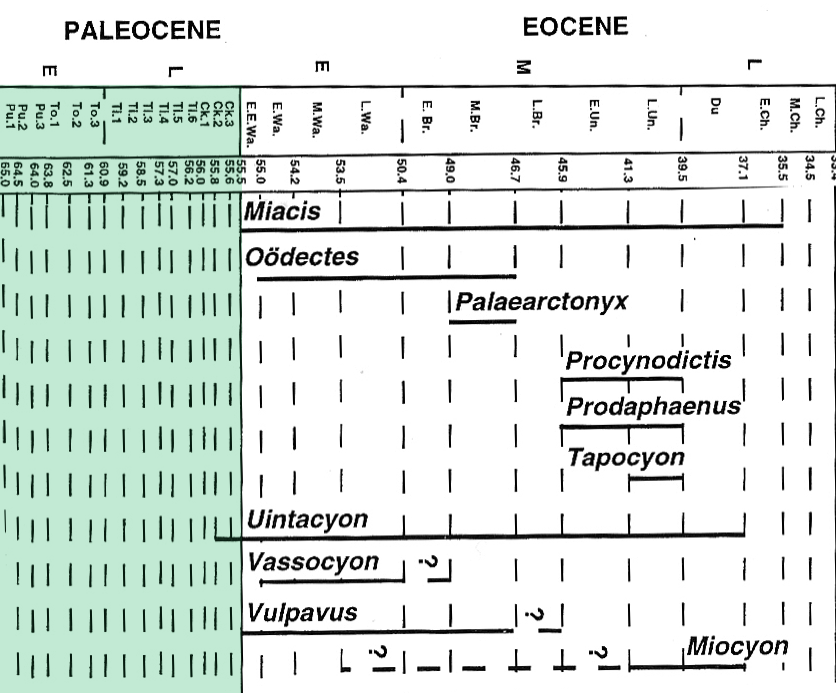 PALEOCENE EOCENE
E L E M L
Pu.1 Pu.2 Pu.3 To.1 To.2 To.3 Ti.1 Ti.2 Ti.3 Ti.4 Ti.5 Ti.6 Ck.1 Ck.2 Ck.3 E.E.Wa. E.Wa. M.Wa. L.Wa. E. Br. M.Br. L.Br. E.Un. L.Un. Du E.Ch. M.Ch. L.Ch.
65.0 64.5 64.0 63.8 62.5 61.3 60.9 59.2 58.5 57.3 57.0 56.2 56.0 55.8 55.6 55.5 55.0 54.2 53.5 50.4 49.0 46.7 45.9 41.3 39.5 37.1 35.5 34.5
Miacis
Oödectes
Palaearctonyx
Procynodictis
Prodaphaenus
Tapocyon
Uintacyon
Vassocyon ?
Vulpavus ?
? ? Miocyon